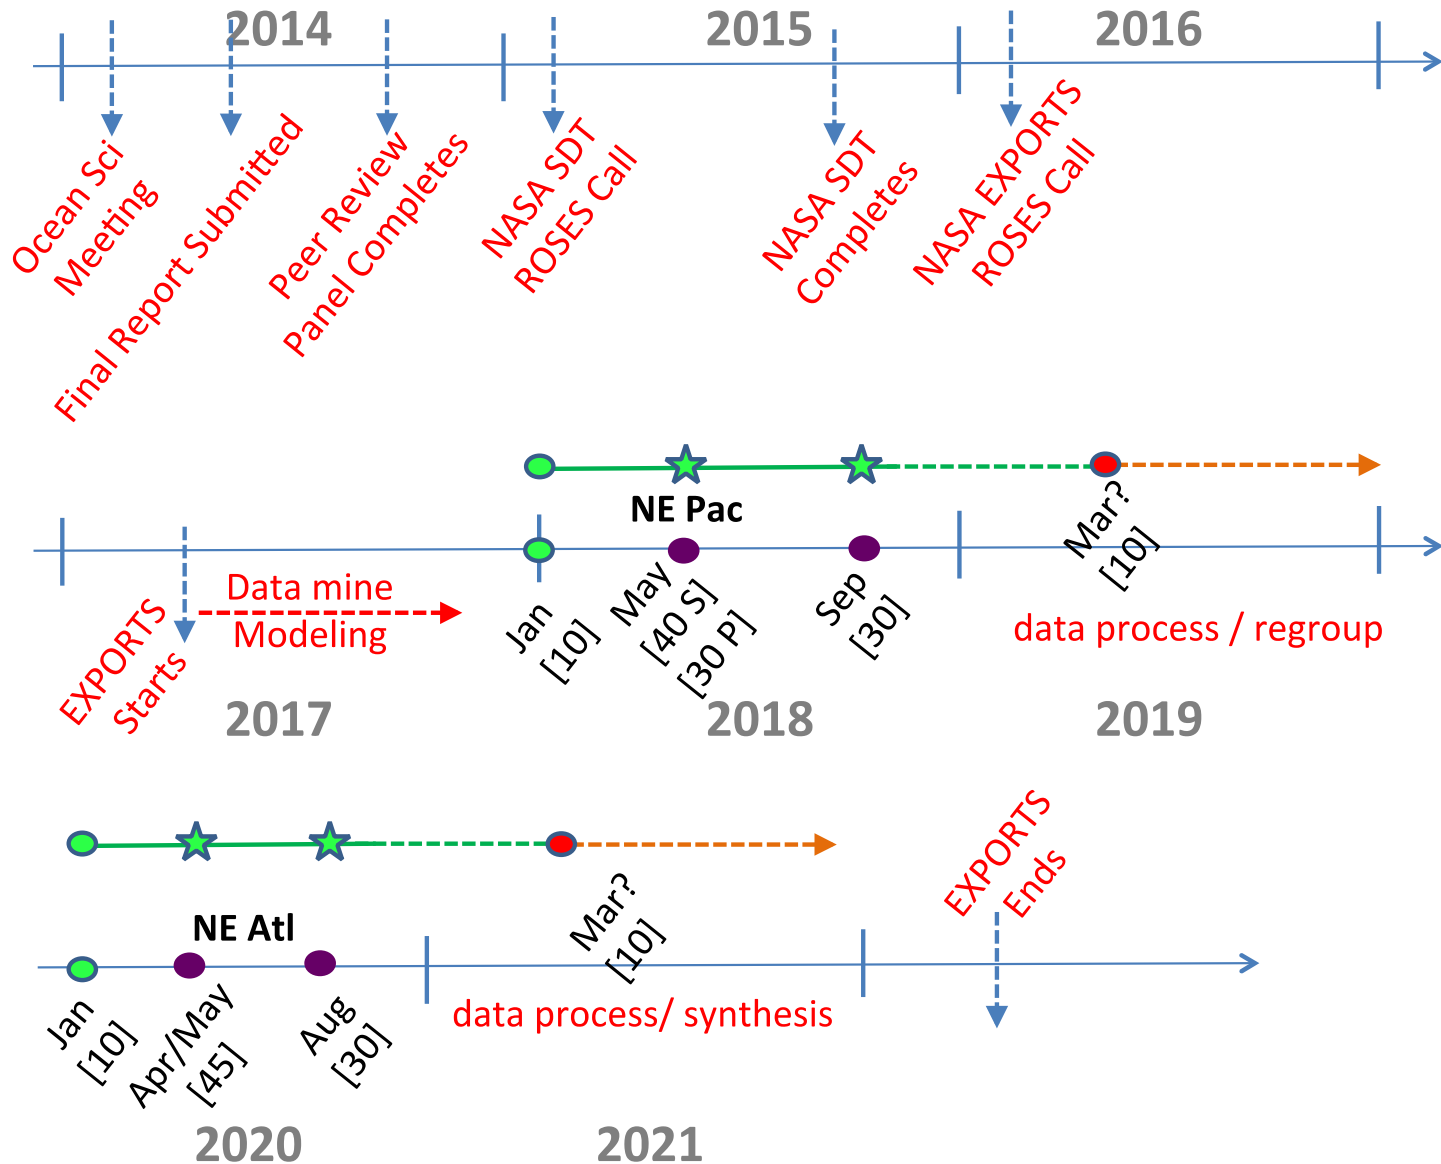 2014
2015
2016
Ocean Sci
Meeting
Final Report Submitted
Peer Review
Panel Completes
NASA SDT
ROSES Call
NASA SDT
Completes
NASA EXPORTS
ROSES Call
NE Pac
Mar?
[10]
Data mine
Modeling
EXPORTS
Starts
Jan
[10]
May
[40 S]
[30 P]
Sep
[30]
data process / regroup
2017
2018
2019
EXPORTS
Ends
NE Atl
Mar?
[10]
Jan
[10]
Apr/May
[45]
Aug
[30]
data process/ synthesis
2020
2021